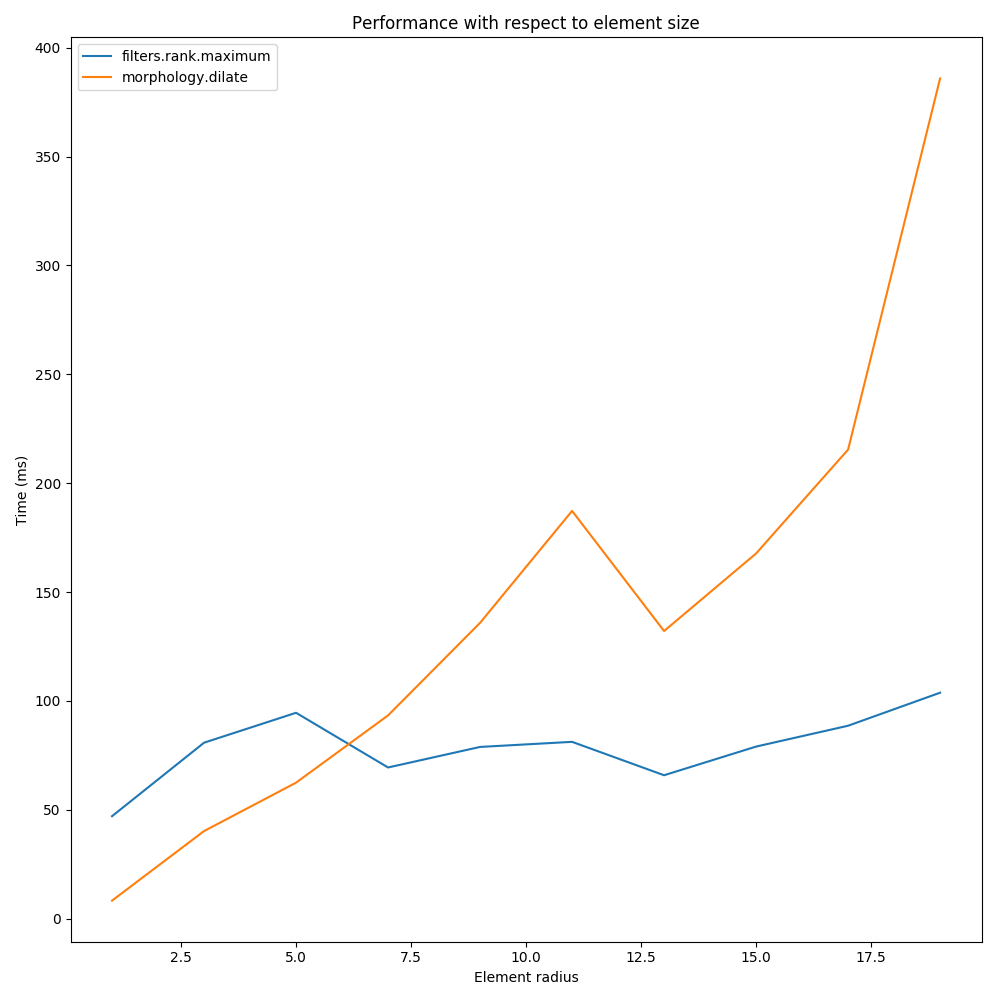 Performance with respect to element size
filters.rank.maximum
morphology.dilate
400
350
300
250
200
150
100
50
0
Time (ms)
2.5 5.0 7.5 10.0 12.5 15.0 17.5
Element radius